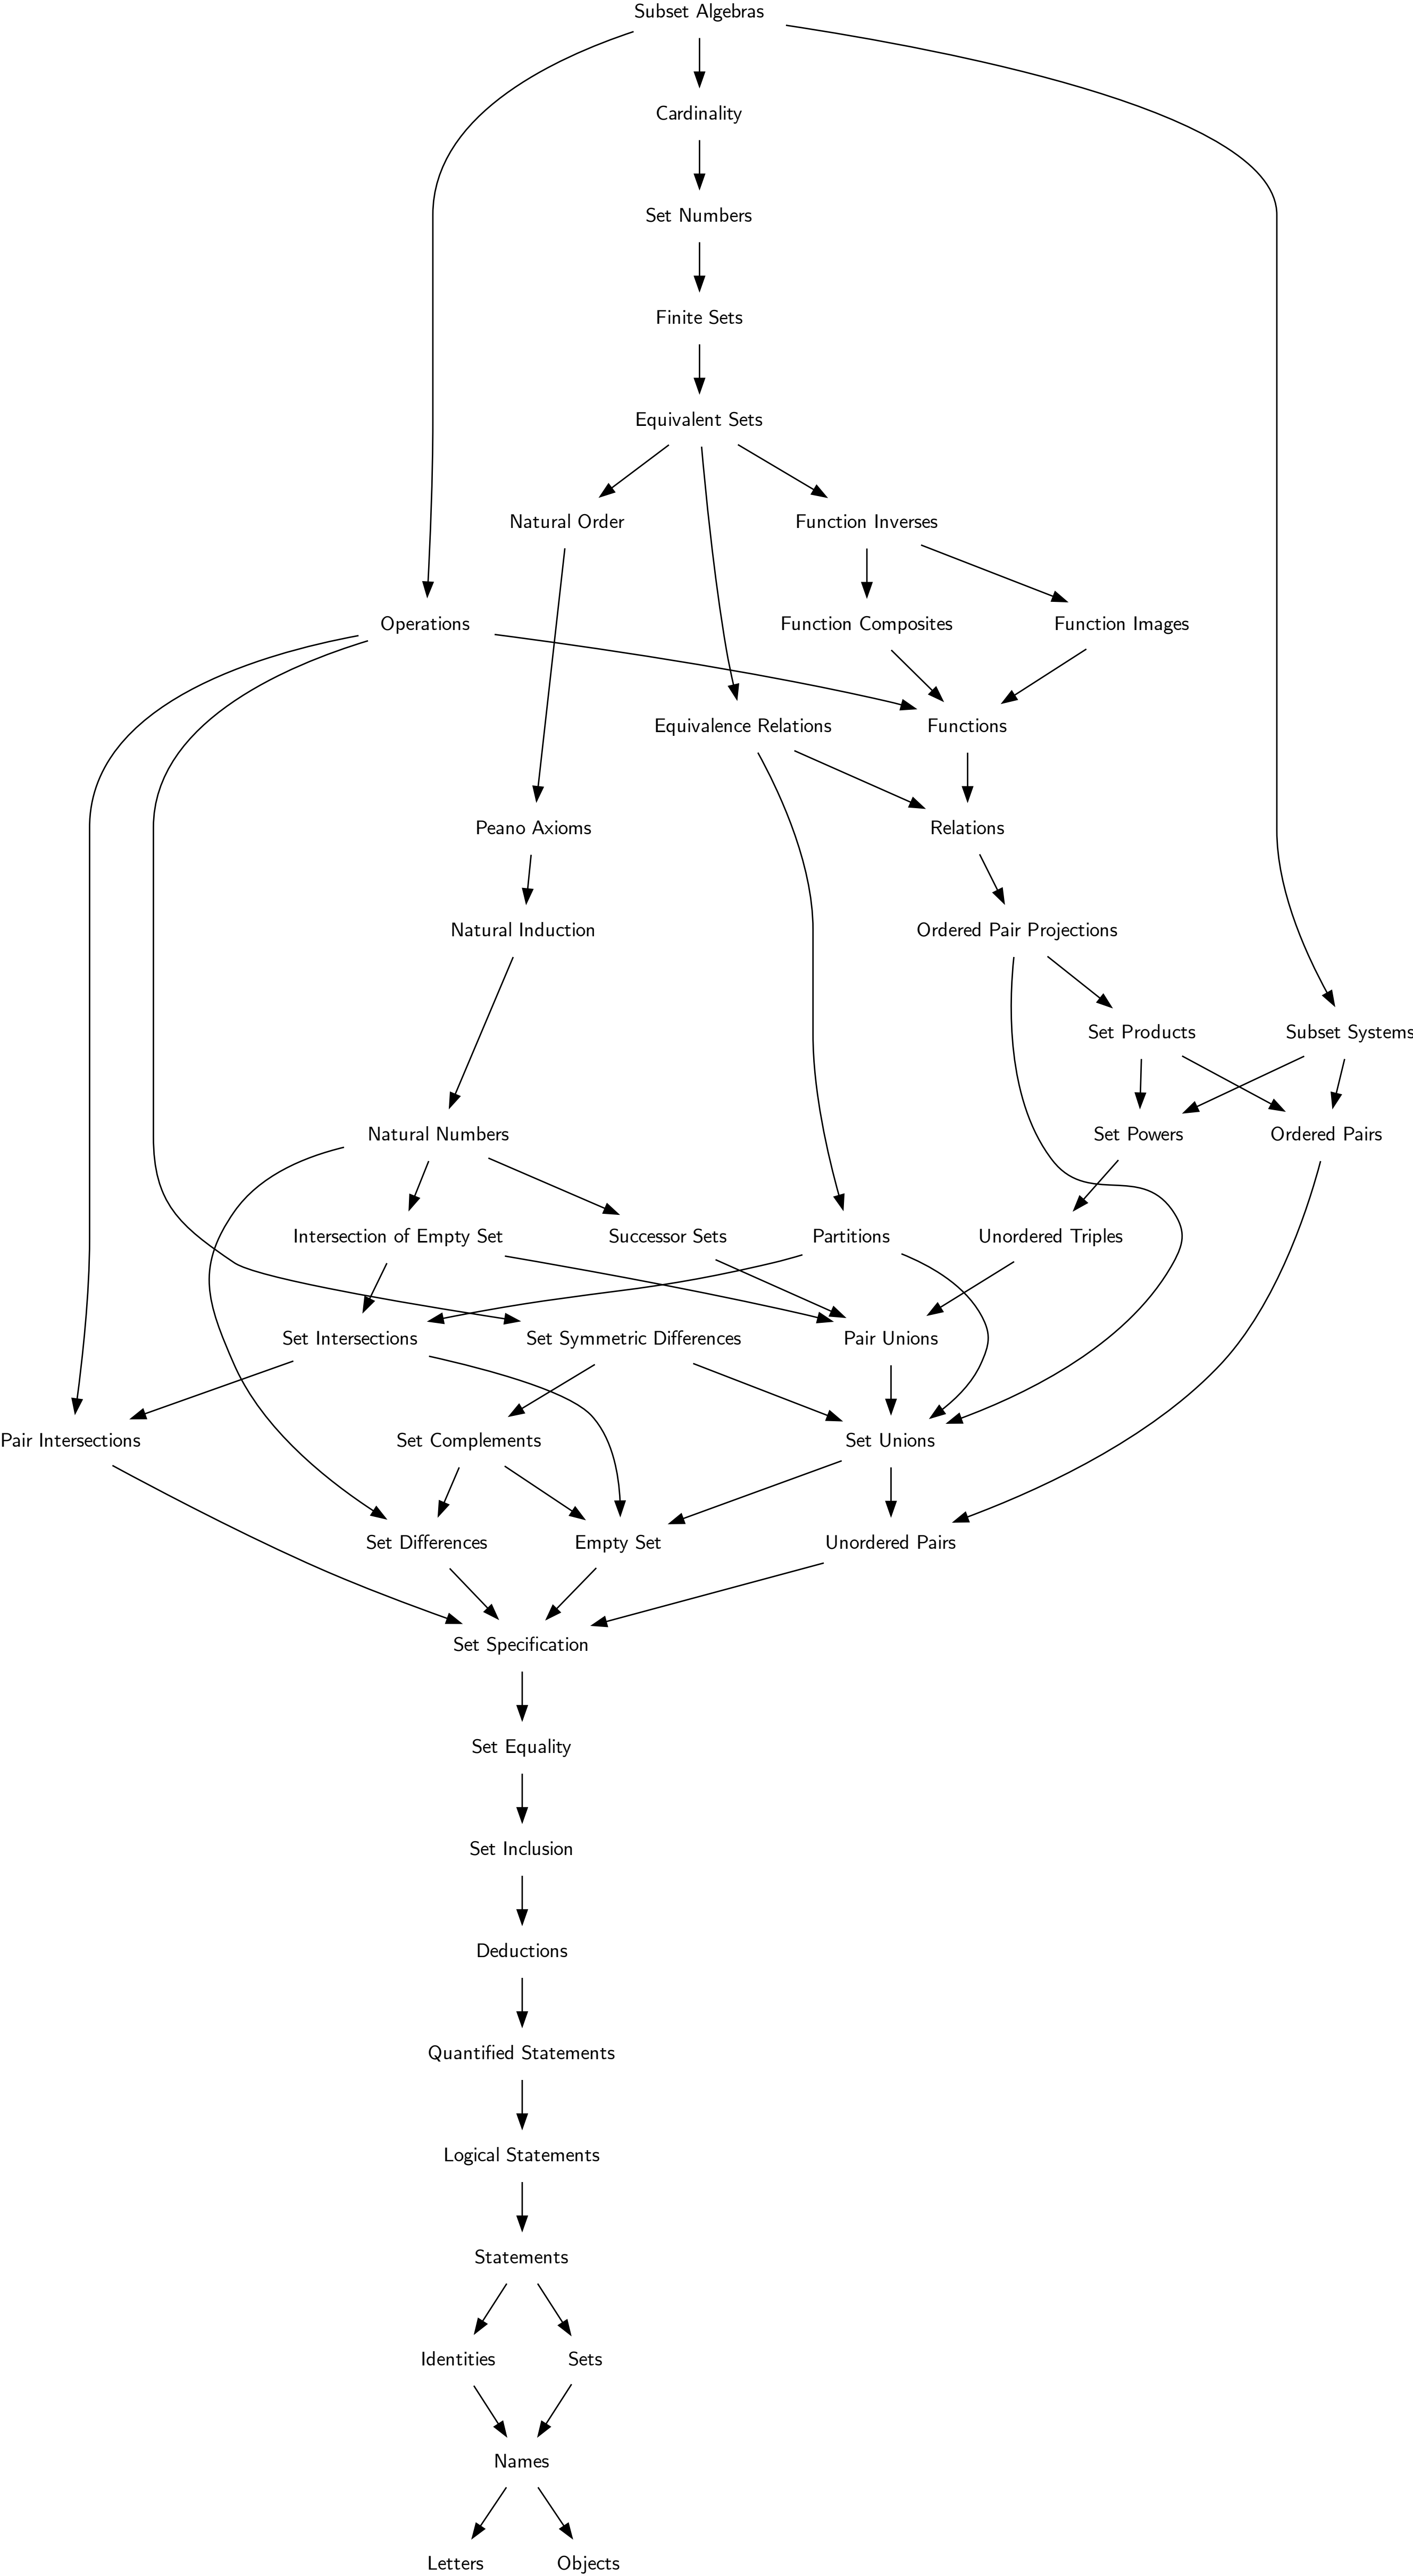 Subset Algebras
Cardinality
Set Numbers
Finite Sets
Equivalent Sets
Natural Order
Function Inverses
Operations
Function Composites
Function Images
Equivalence Relations
Functions
Peano Axioms
Relations
Natural Induction
Ordered Pair Projections
Set Products
Subset Systems
Natural Numbers
Set Powers
Ordered Pairs
Intersection of Empty Set
Successor Sets
Partitions
Unordered Triples
Set Intersections
Set Symmetric Differences
Pair Unions
Pair Intersections
Set Complements
Set Unions
Set Differences
Empty Set
Unordered Pairs
Set Specification
Set Equality
Set Inclusion
Deductions
Quantified Statements
Logical Statements
Statements
Identities
Sets
Names
Letters
Objects